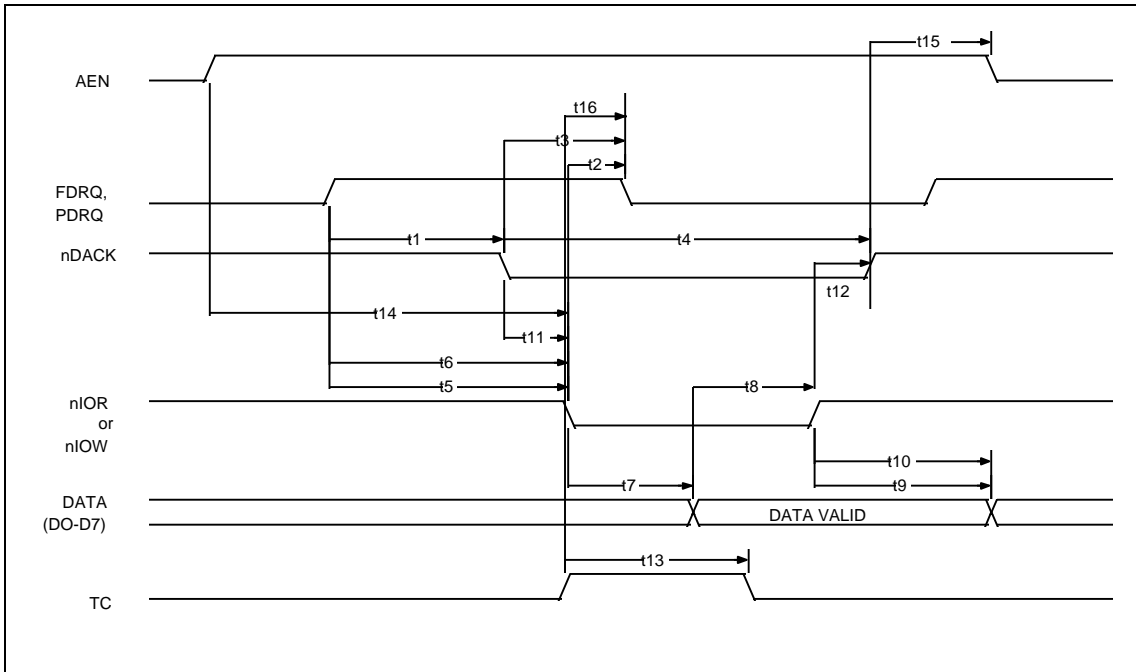 t15
AEN
t16
t3
t2
FDRQ,
PDRQ
t1
t4
nDACK
t12
t14
t11
t6
t5
t8
nIOR
or
nIOW
t10
t9
t7
DATA
(DO-D7)
DATA VALID
t13
TC